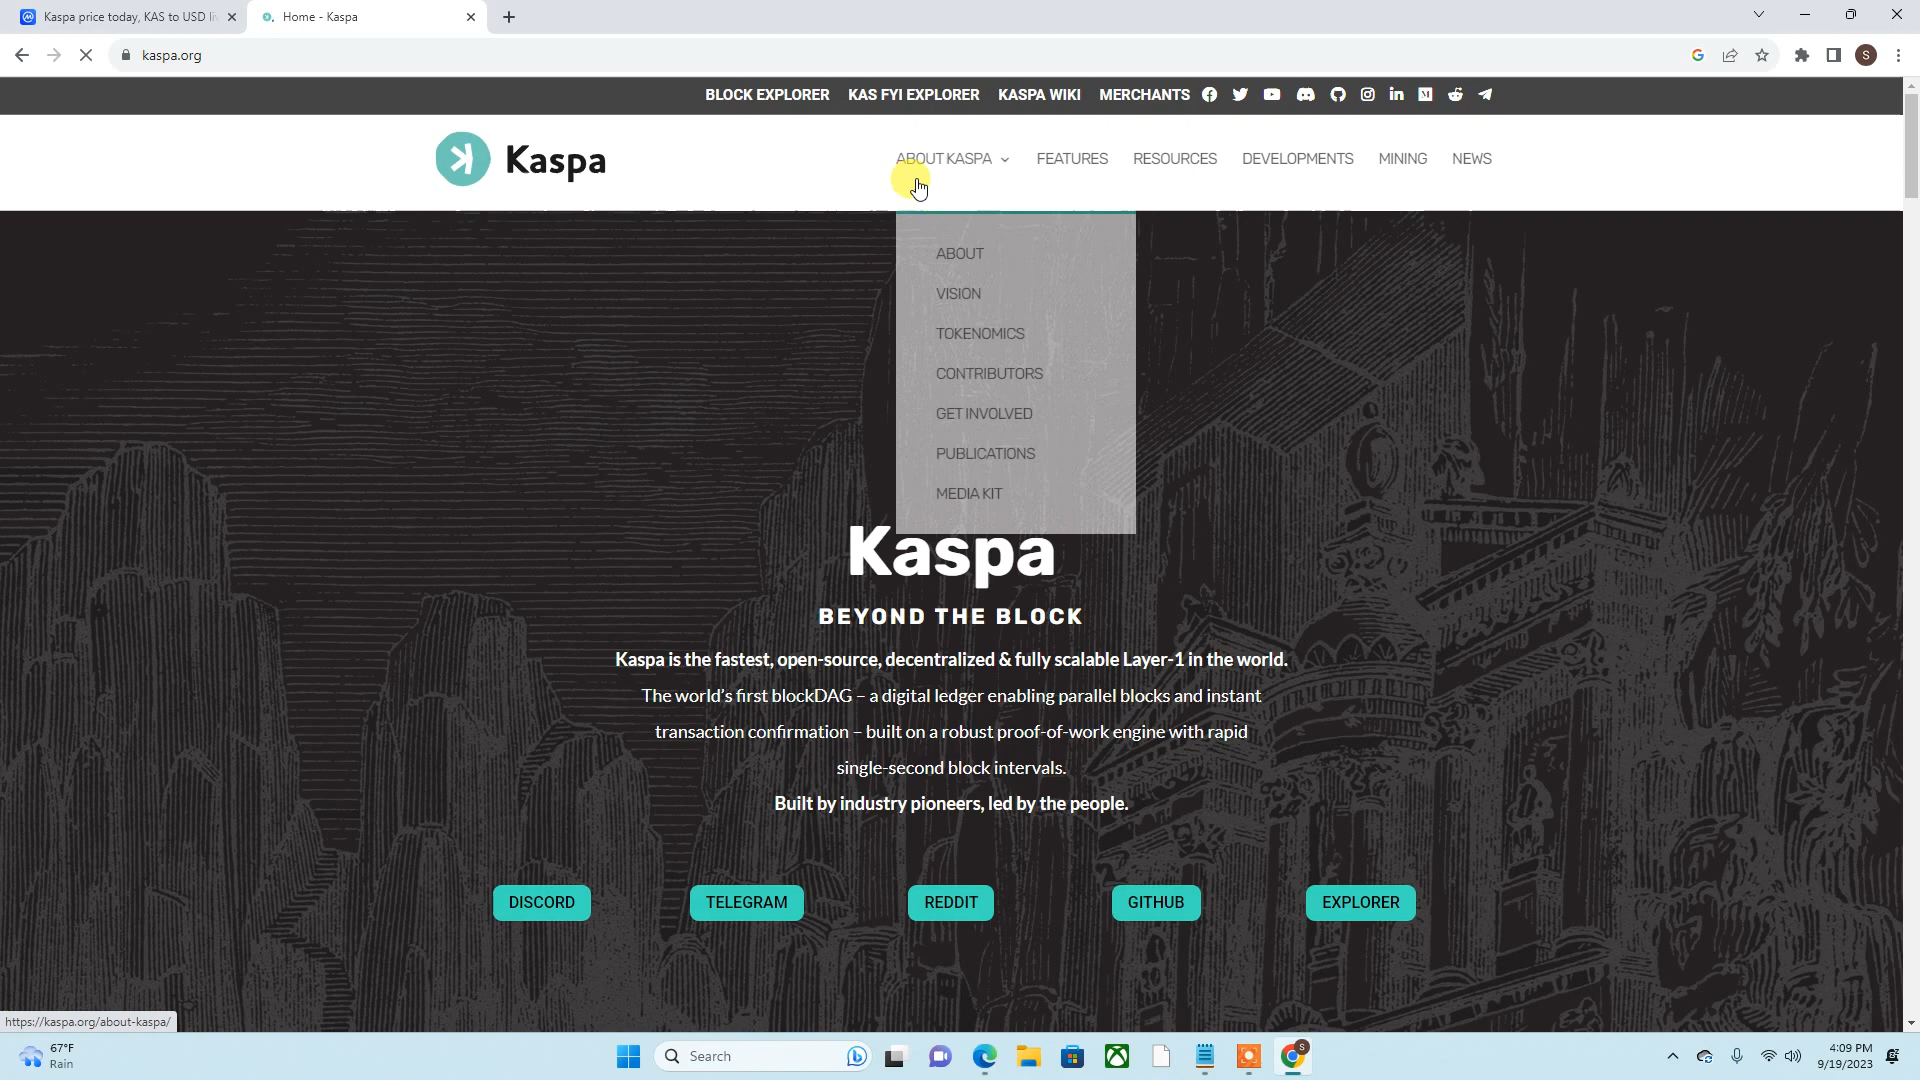 Kaspa price today, KAS to USD li
Home - Kaspa
kaspa.org
S
BLOCK EXPLORER KAS FYI EXPLORER KASPA WIKI MERCHANTS
Kaspa
ABOUT KASPA FEATURES RESOURCES DEVELOPMENTS MINING NEWS
ABOUT
VISION
TOKENOMICS
CONTRIBUTORS
GET INVOLVED
PUBLICATIONS
MEDIA KIT
Kaspa
BEYOND THE BLOCK
Kaspa is the fastest, open-source, decentralized & fully scalable Layer-1 in the world.
The world's first blockDAG – a digital ledger enabling parallel blocks and instant
transaction confirmation – built on a robust proof-of-work engine with rapid
single-second block intervals.
Built by industry pioneers, led by the people.
DISCORD TELEGRAM REDDIT GITHUB EXPLORER
https://kaspa.org/about-kaspa/
67°F
Rain
Search
S
4:09 PM
9/19/2023